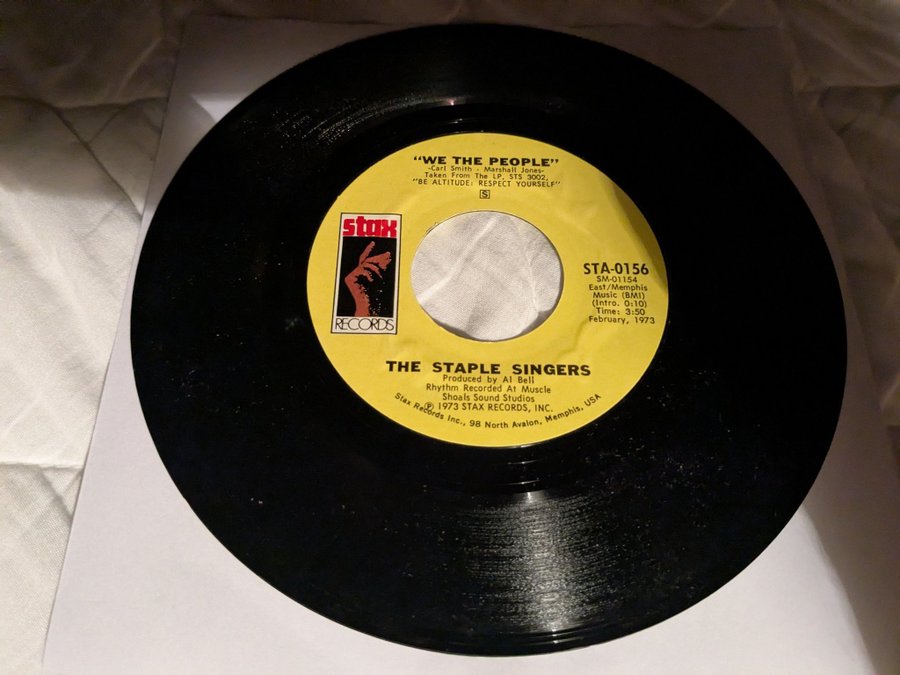 "WE THE PEOPLE"
-Carl Smith - Marshall Jones-
Taken From The LP, STS 3002,
"BE ALTITUDE: RESPECT YOURSELF"
S
stax
RECORDS
STA-0156
SM-01154
East/Memphis
Music (BMI)
(Intro. 0:10)
Time: 3:50
February, 1973
THE STAPLE SINGERS
Produced by Al Bell
Rhythm Recorded At Muscle
Shoals Sound Studios
℗ 1973 STAX RECORDS, INC.
Stax Records Inc., 98 North Avalon, Memphis, USA